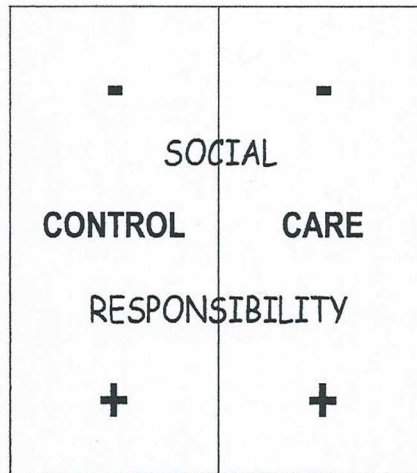 - -
SOCIAL
CONTROL CARE
RESPONSIBILITY
+ +